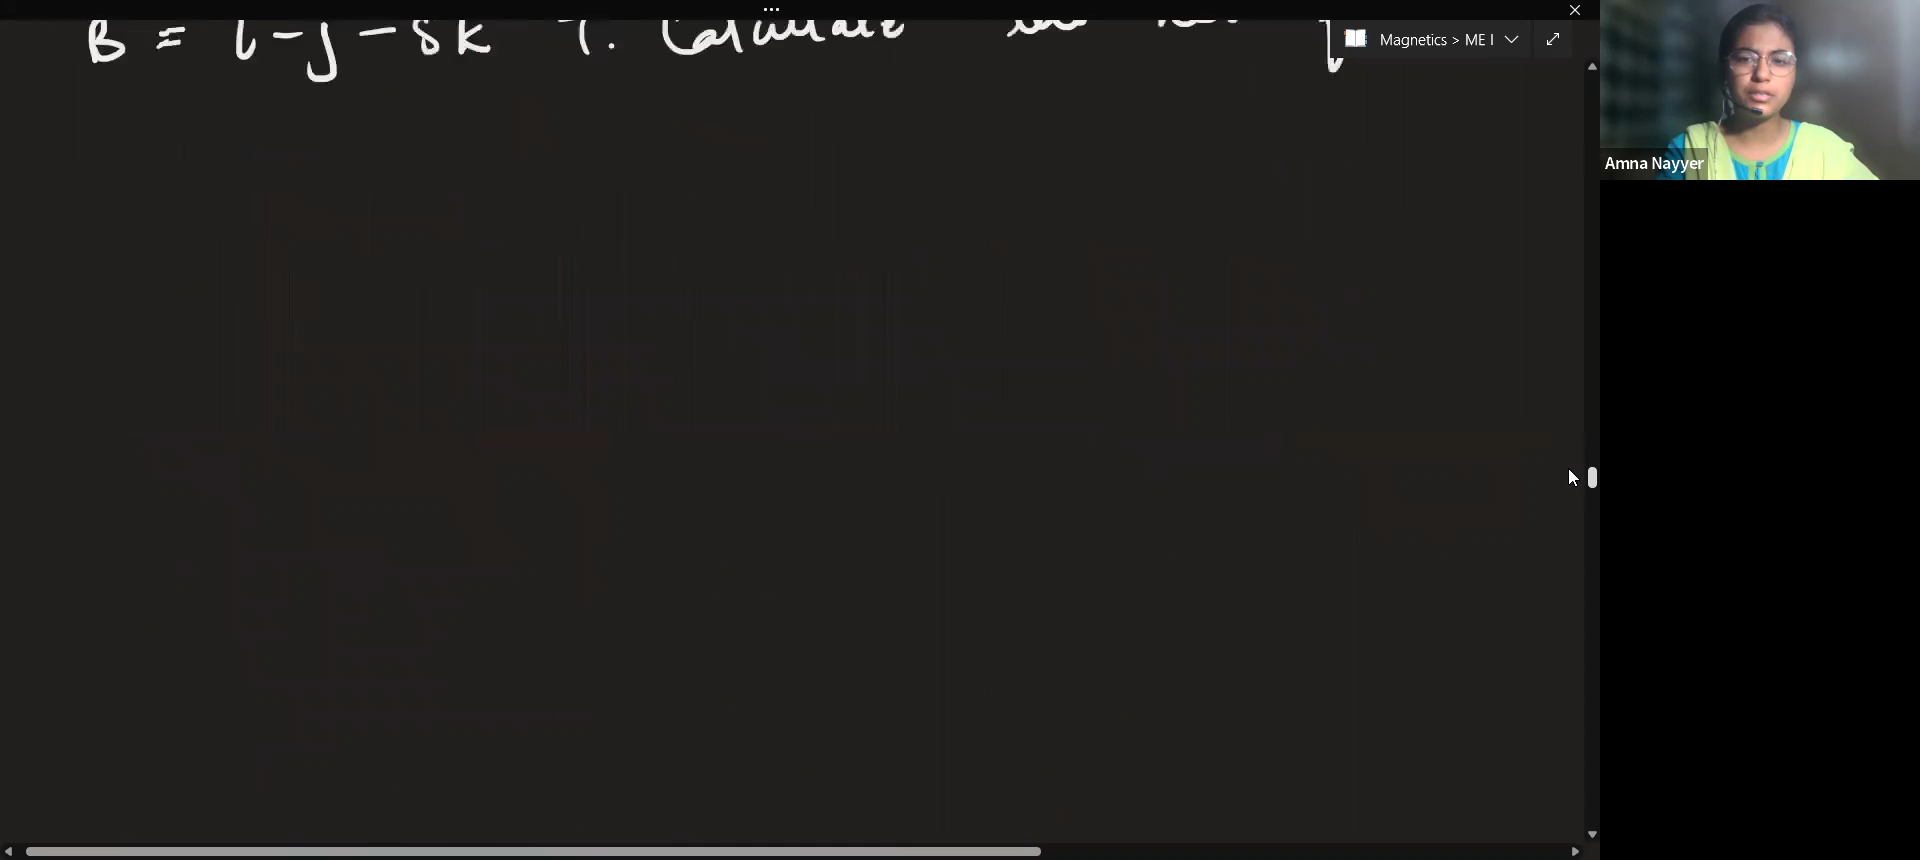 B = i - j - 8k T. Calculate
Magnetics > ME I
Amna Nayyer